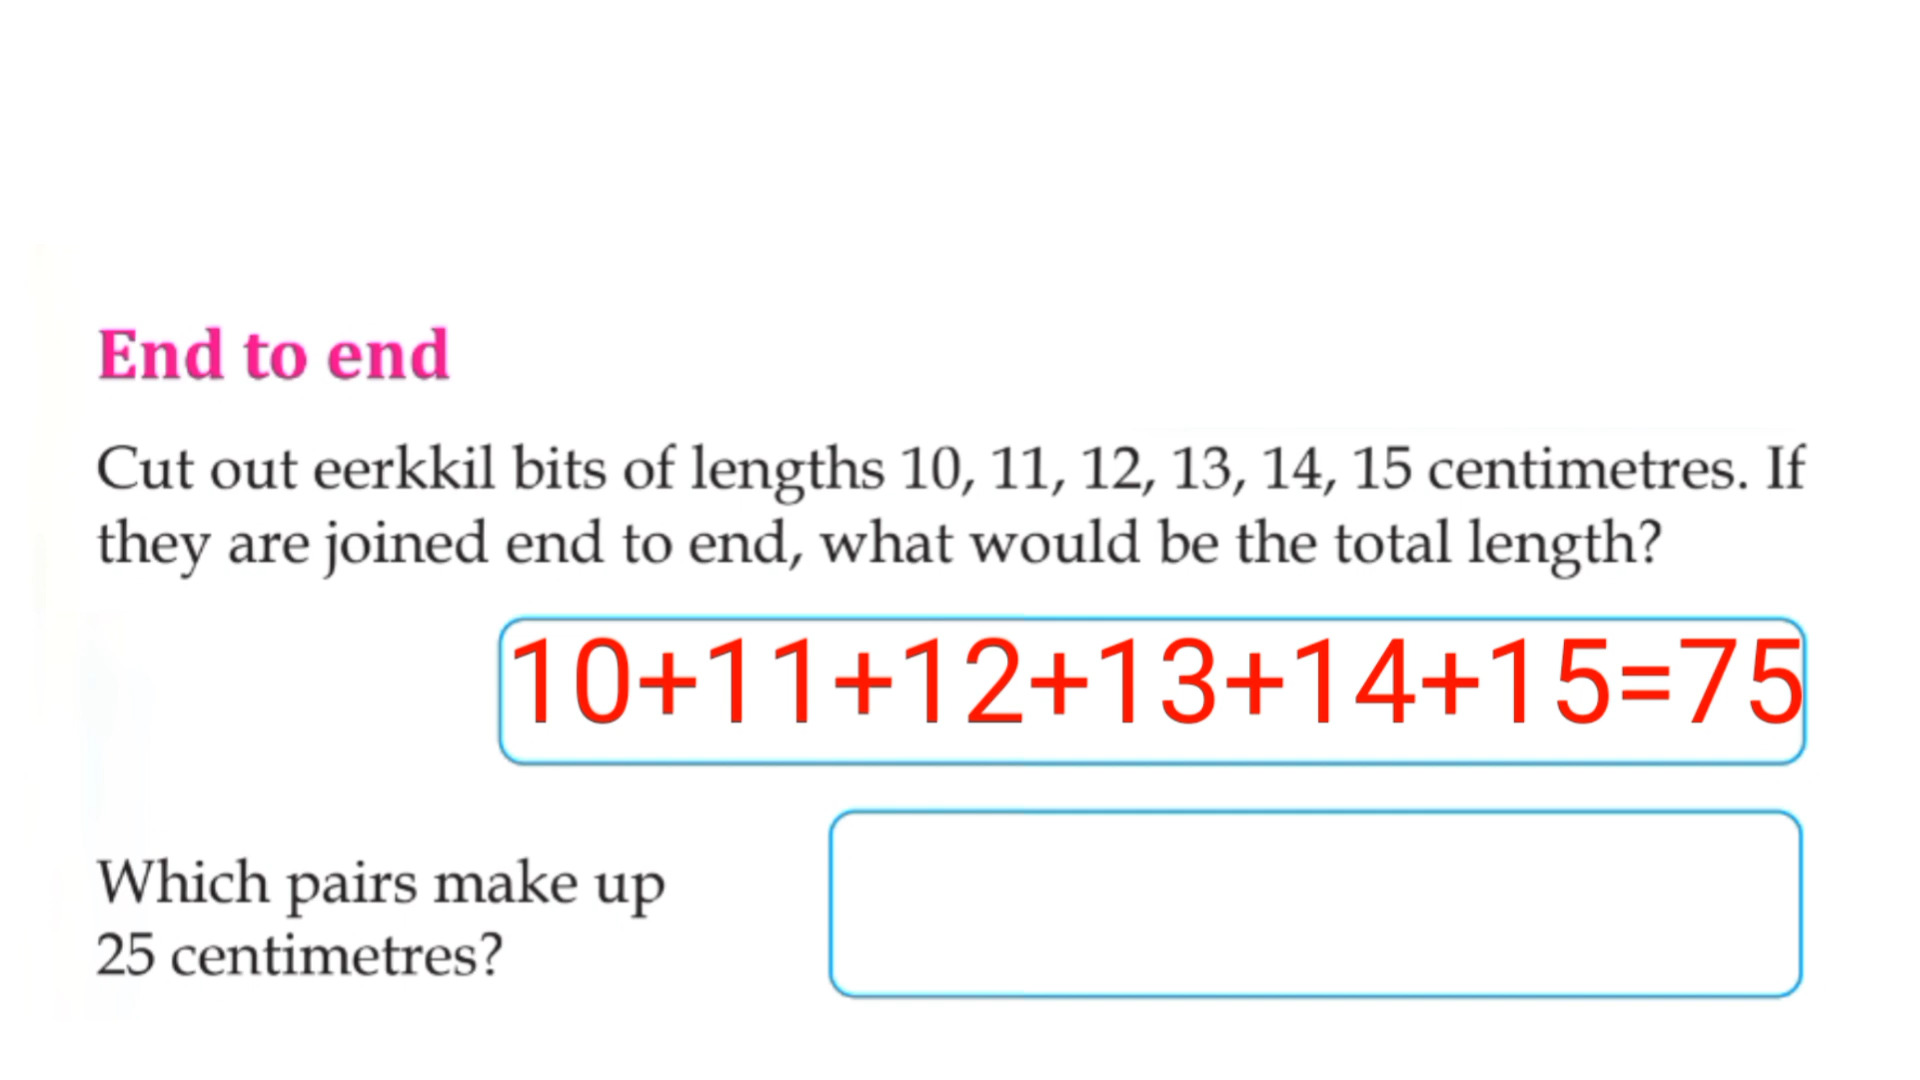 End to end
Cut out eerkkil bits of lengths 10, 11, 12, 13, 14, 15 centimetres. If
they are joined end to end, what would be the total length?
10+11+12+13+14+15=75
Which pairs make up
25 centimetres?